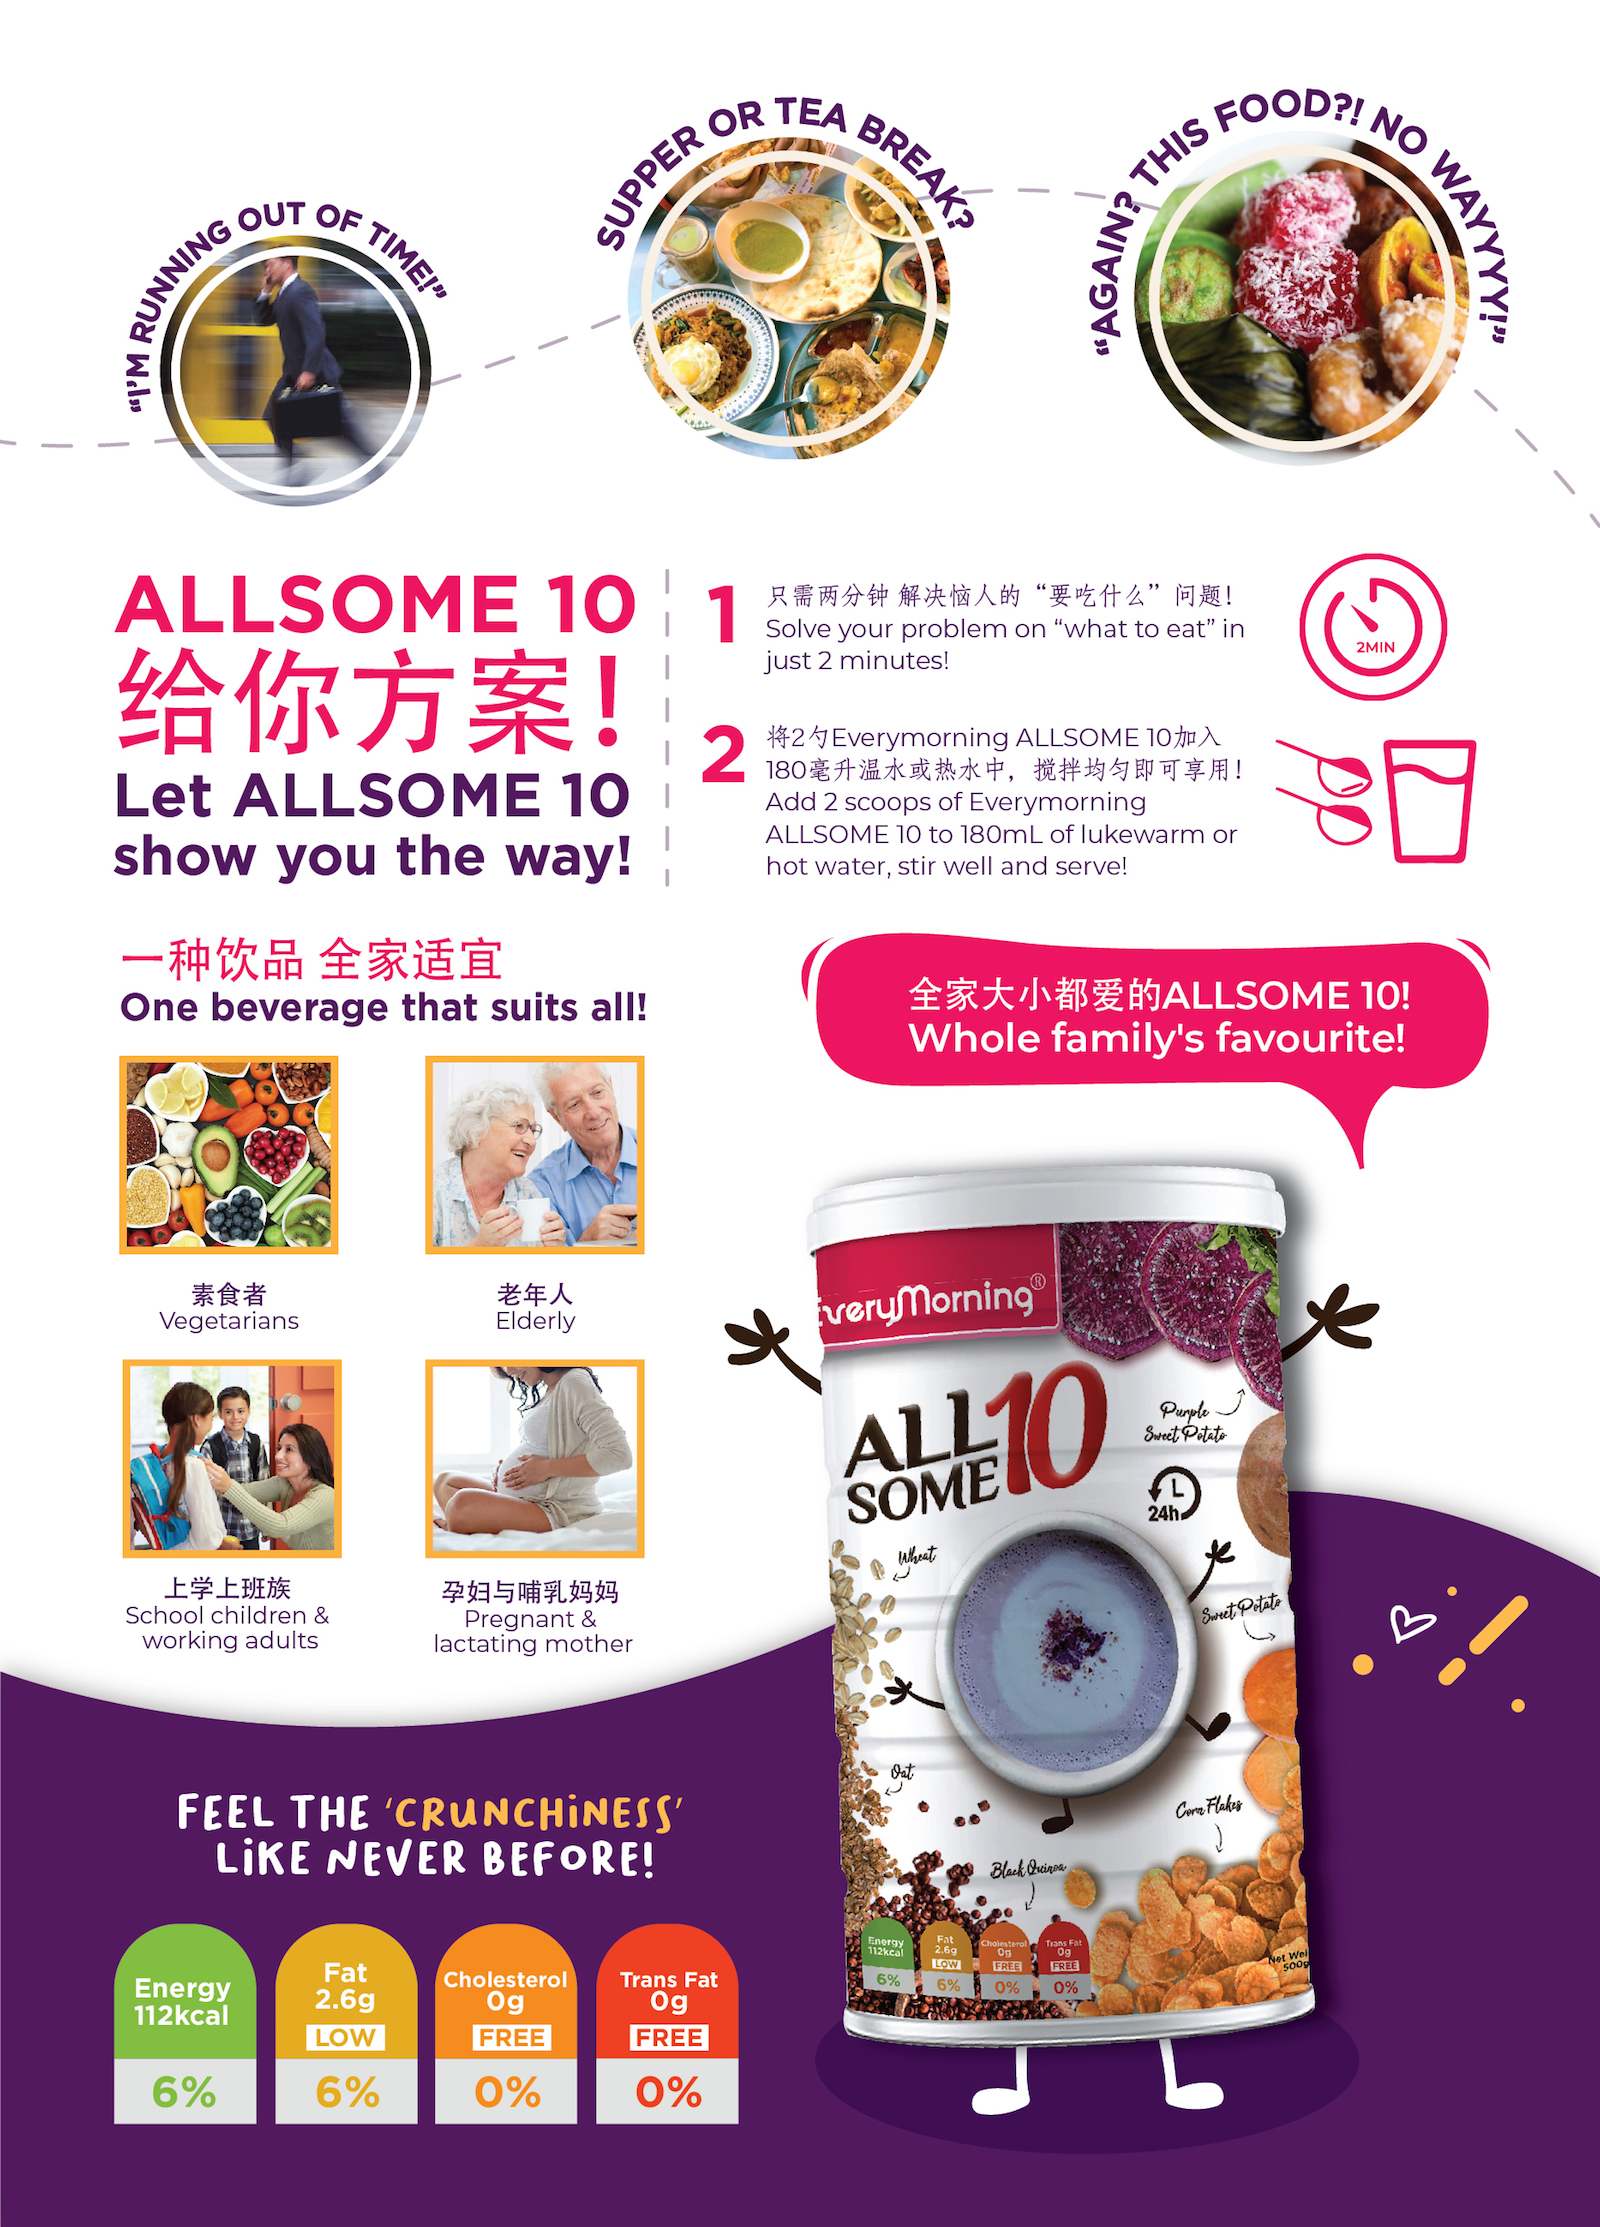 “I'M RUNNING OUT OF TIME!”
SUPPER OR TEA BREAK?
“AGAIN? THIS FOOD?! NO WAYYYY!”
ALLSOME 10
给你方案！
Let ALLSOME 10
show you the way!
1
只需两分钟 解决恼人的“要吃什么”问题！
Solve your problem on “what to eat” in
just 2 minutes!
2MIN
2
将2勺Everymorning ALLSOME 10加入
180毫升温水或热水中，搅拌均匀即可享用！
Add 2 scoops of Everymorning
ALLSOME 10 to 180mL of lukewarm or
hot water, stir well and serve!
一种饮品 全家适宜
One beverage that suits all!
素食者
Vegetarians
老年人
Elderly
上学上班族
School children &
working adults
孕妇与哺乳妈妈
Pregnant &
lactating mother
全家大小都爱的ALLSOME 10!
Whole family's favourite!
EveryMorning®
ALL
SOME
10
Purple
Sweet Potato
24h
Wheat
Sweet Potato
Oat
Corn Flakes
Black Quinoa
Energy
112kcal
6%
Fat
2.6g
LOW
6%
Cholesterol
0g
FREE
0%
Trans Fat
0g
FREE
0%
Net Wei
500g
FEEL THE ‘CRUNCHiNESS’
LiKE NEVER BEFORE!
Energy
112kcal
6%
Fat
2.6g
LOW
6%
Cholesterol
0g
FREE
0%
Trans Fat
0g
FREE
0%